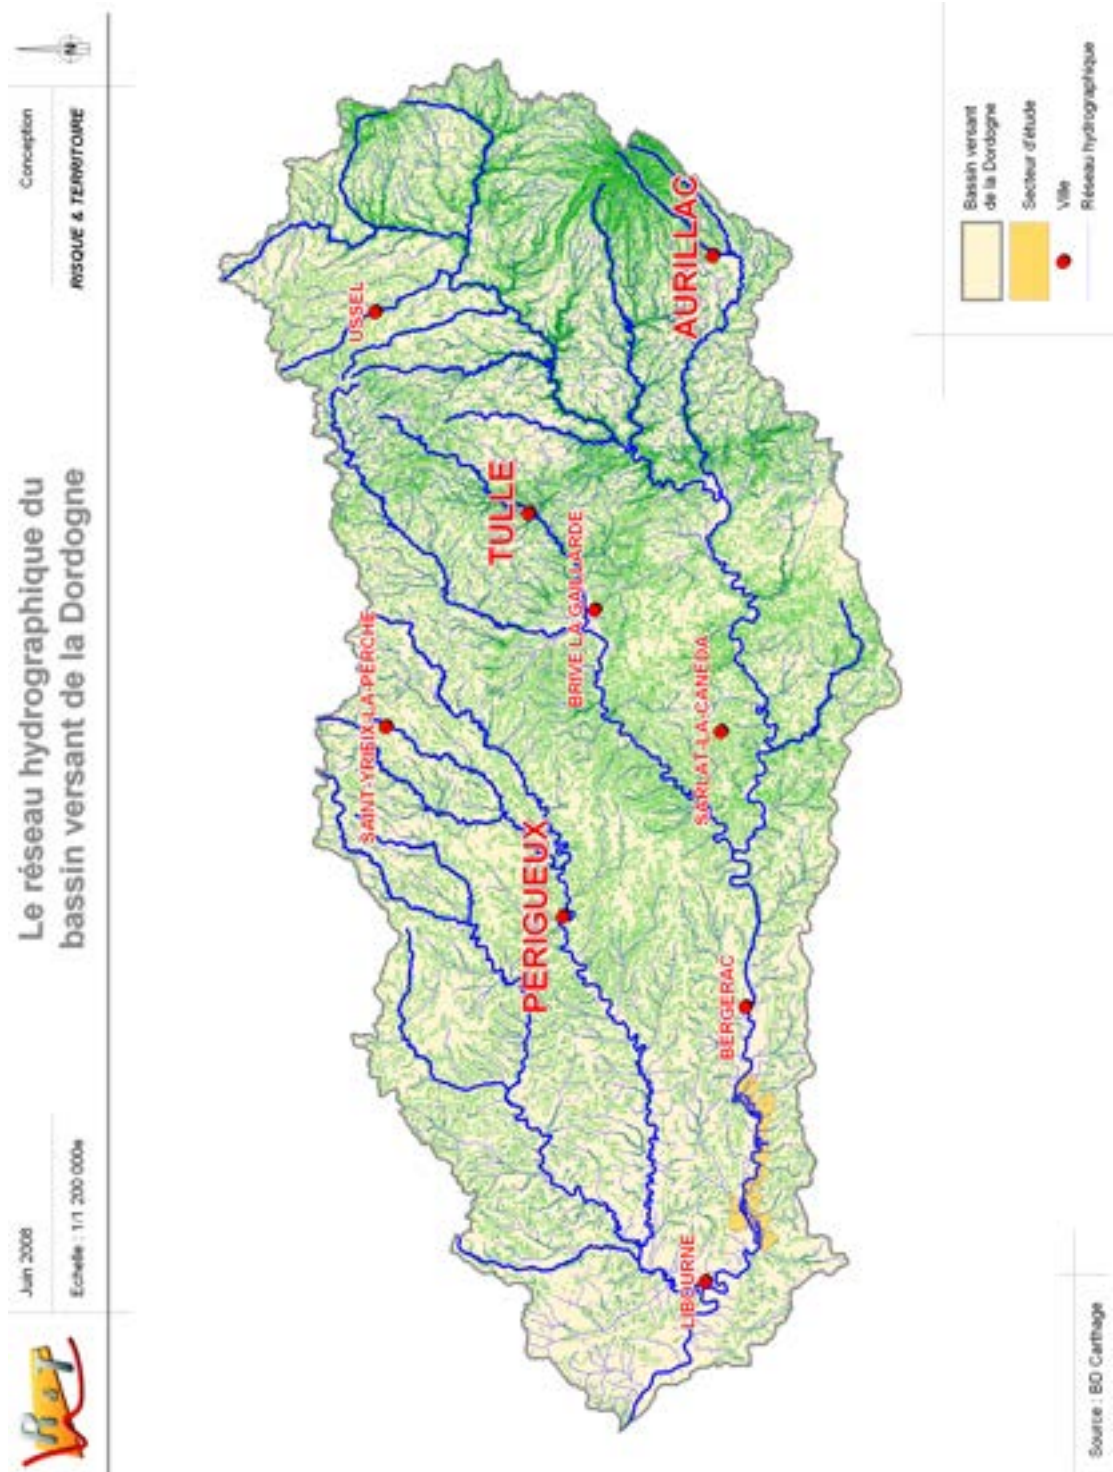 R & T
Juin 2008
Echelle : 1/1 200 000e
Le réseau hydrographique du
bassin versant de la Dordogne
Conception
RISQUE & TERRITOIRE
N
USSEL
TULLE
AURILLAC
SAINT-YRIEIX-LA-PERCHE
BRIVE LA GAILLARDE
SARLAT-LA-CANEDA
PERIGUEUX
BERGERAC
LIBOURNE
Bassin versant
de la Dordogne
Secteur d'étude
Ville
Réseau hydrographique
Source : BD Carthage